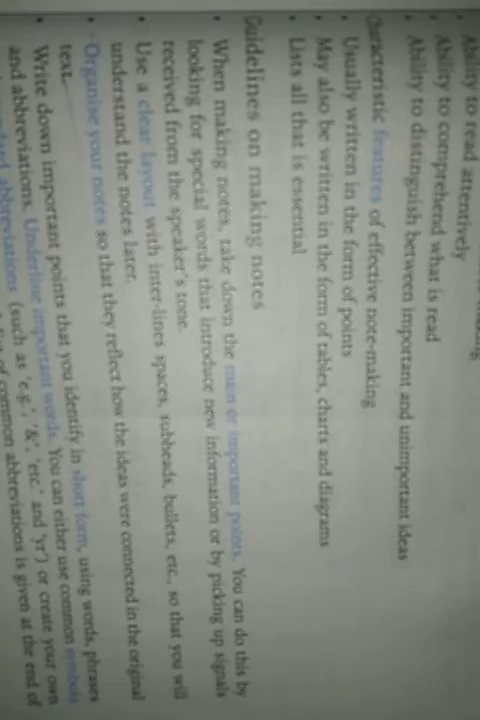 • Ability to read attentively
• Ability to comprehend what is read
• Ability to distinguish between important and unimportant ideas
Characteristic features of effective note-making
• Usually written in the form of points
• May also be written in the form of tables, charts and diagrams
• Lists all that is essential
Guidelines on making notes
• When making notes, take down the main or important points. You can do this by
looking for special words that introduce new information or by picking up signals
received from the speaker's tone.
• Use a clear layout with inter-lines spaces, subheads, bullets, etc., so that you will
understand the notes later.
• Organise your notes so that they reflect how the ideas were connected in the original
text.
• Write down important points that you identify in short form, using words, phrases
and abbreviations. Underline important words. You can either use common symbols
abbreviations (such as 'e.g.', '&', 'etc.' and 'yr') or create your own
list of common abbreviations is given at the end of